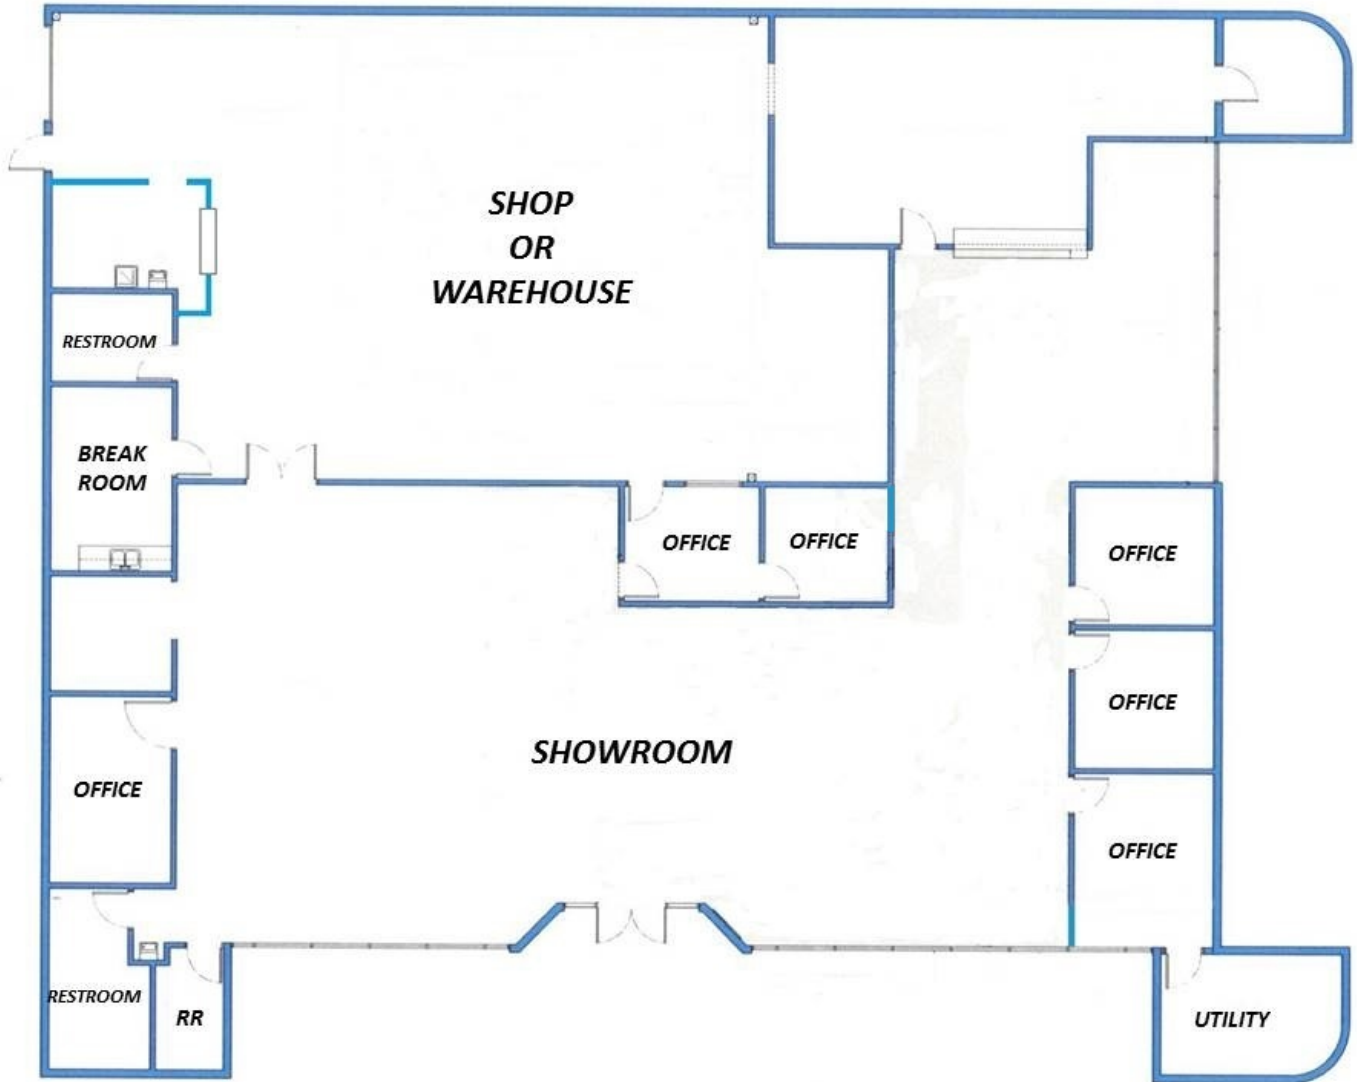 SHOP
OR
WAREHOUSE
RESTROOM
BREAK
ROOM
OFFICE
OFFICE
OFFICE
OFFICE
SHOWROOM
OFFICE
OFFICE
RESTROOM
RR
UTILITY